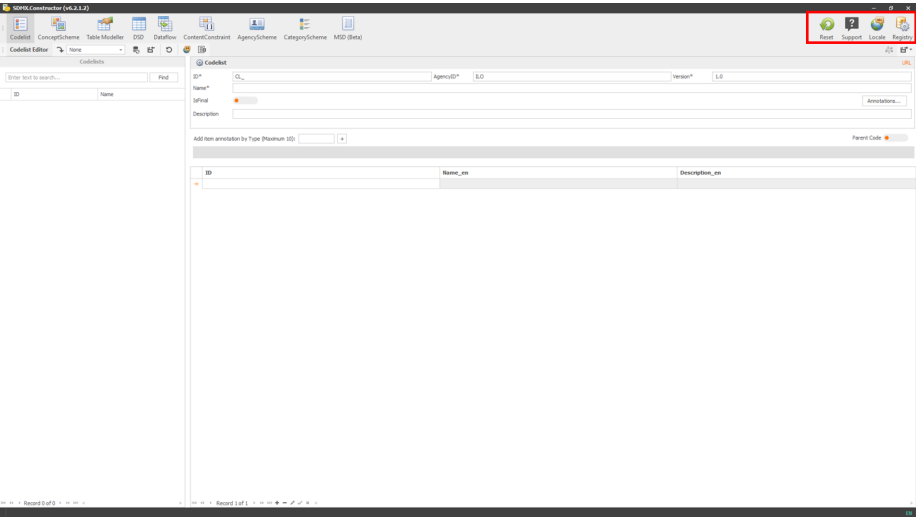 SDMX.Constructor (v6.2.1.2)
Codelist ConceptScheme Table Modeller DSD Dataflow ContentConstraint AgencyScheme CategoryScheme MSD (Beta) Reset Support Locale Registry
Codelist Editor None
Codelists
Enter text to search... Find
ID Name
Codelist URL
ID* CL_ AgencyID* ILO Version* 1.0
Name*
IsFinal Annotations...
Description
Add item annotation by Type (Maximum 10): + Parent Code
ID Name_en Description_en
Record 0 of 0
Record 1 of 1
EN